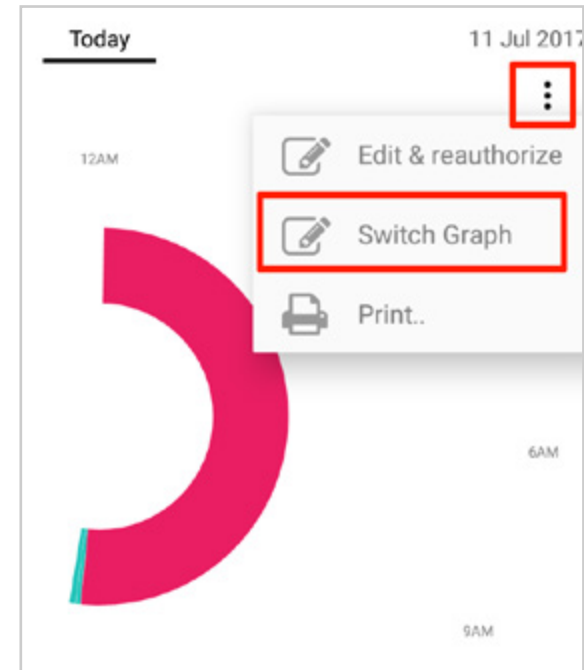 Today
11 Jul 2017
12AM
Edit & reauthorize
Switch Graph
Print..
6AM
9AM